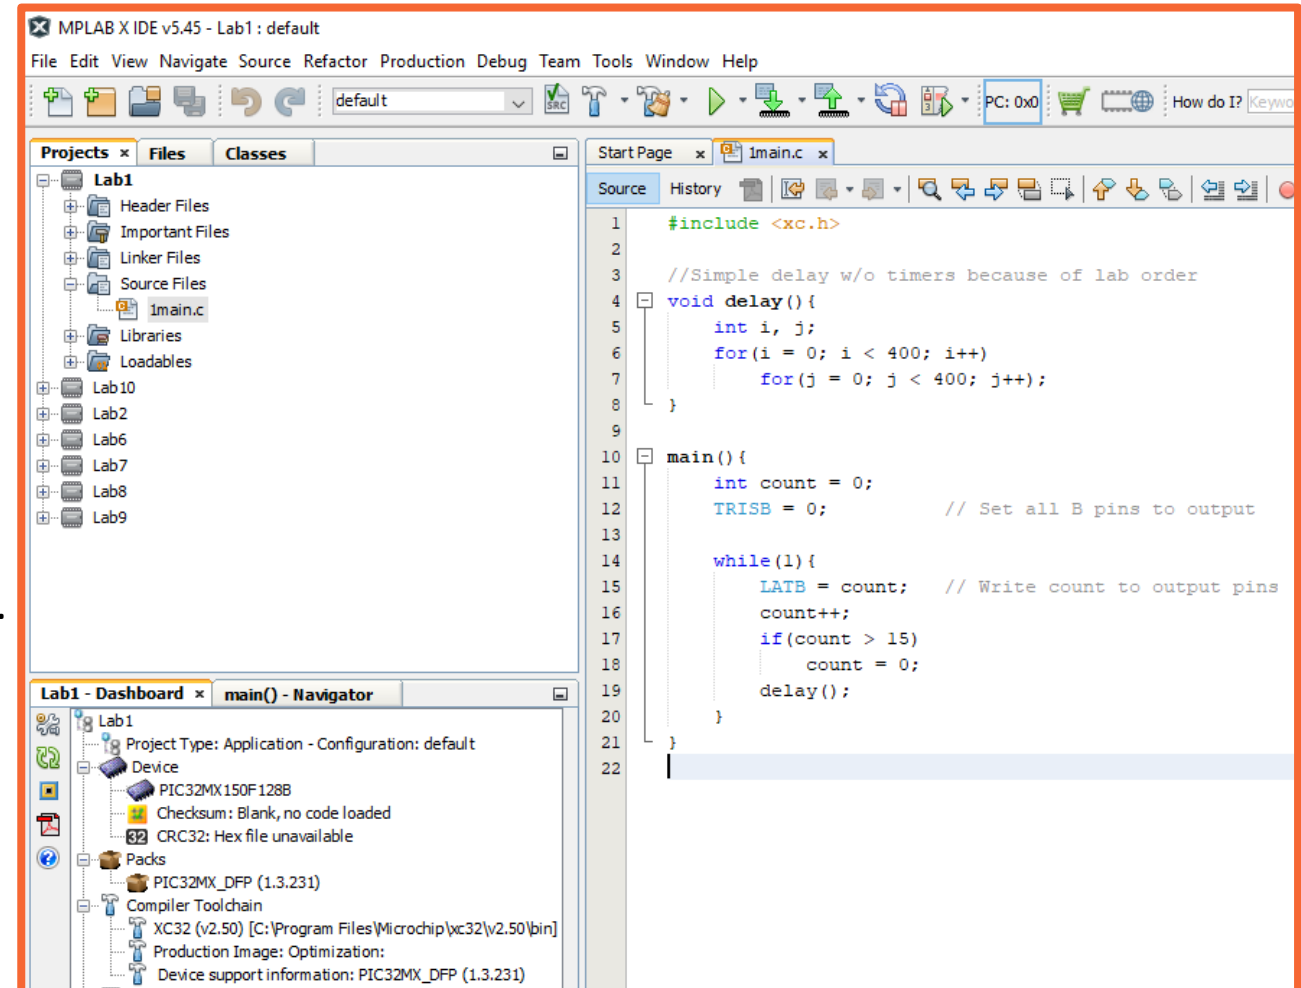 MPLAB X IDE v5.45 - Lab1 : default
File Edit View Navigate Source Refactor Production Debug Team Tools Window Help
default
SRC
PC: 0x0
How do I?
Projects × Files Classes
Lab1
Header Files
Important Files
Linker Files
Source Files
1main.c
Libraries
Loadables
Lab10
Lab2
Lab6
Lab7
Lab8
Lab9
Start Page × 1main.c ×
Source History
1 #include <xc.h>
2
3 //Simple delay w/o timers because of lab order
4 void delay(){
5 int i, j;
6 for(i = 0; i < 400; i++)
7 for(j = 0; j < 400; j++);
8 }
9
10 main(){
11 int count = 0;
12 TRISB = 0; // Set all B pins to output
13
14 while(1){
15 LATB = count; // Write count to output pins
16 count++;
17 if(count > 15)
18 count = 0;
19 delay();
20 }
21 }
22
Lab1 - Dashboard × main() - Navigator
Lab1
Project Type: Application - Configuration: default
Device
PIC32MX150F128B
Checksum: Blank, no code loaded
32 CRC32: Hex file unavailable
Packs
PIC32MX_DFP (1.3.231)
Compiler Toolchain
XC32 (v2.50) [C:\Program Files\Microchip\xc32\v2.50\bin]
Production Image: Optimization:
Device support information: PIC32MX_DFP (1.3.231)